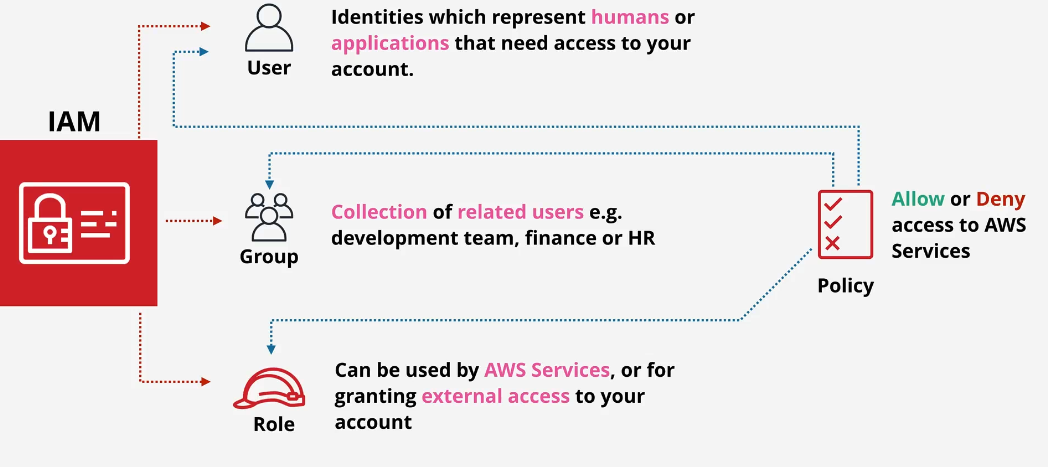 Identities which represent humans or
applications that need access to your
account.
User
IAM
Collection of related users e.g.
development team, finance or HR
Group
Allow or Deny
access to AWS
Services
Policy
Can be used by AWS Services, or for
granting external access to your
account
Role